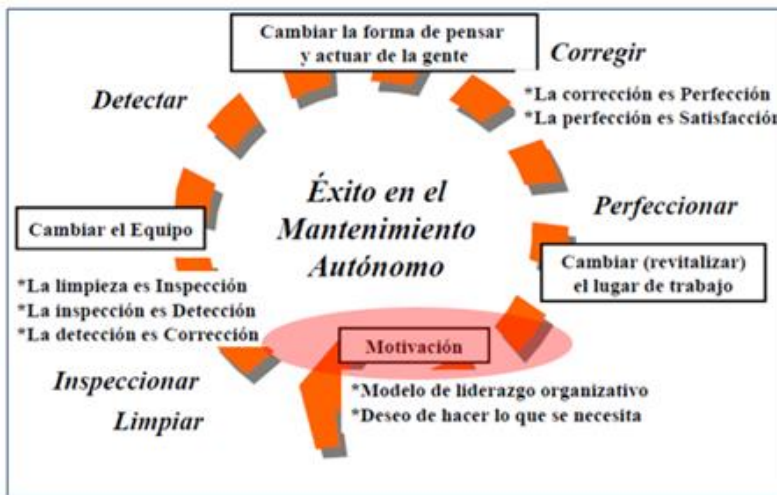 Cambiar la forma de pensar
y actuar de la gente
Corregir
*La corrección es Perfección
*La perfección es Satisfacción
Detectar
Éxito en el
Mantenimiento
Autónomo
Perfeccionar
Cambiar el Equipo
Cambiar (revitalizar)
el lugar de trabajo
*La limpieza es Inspección
*La inspección es Detección
*La detección es Corrección
Motivación
*Modelo de liderazgo organizativo
*Deseo de hacer lo que se necesita
Inspeccionar
Limpiar